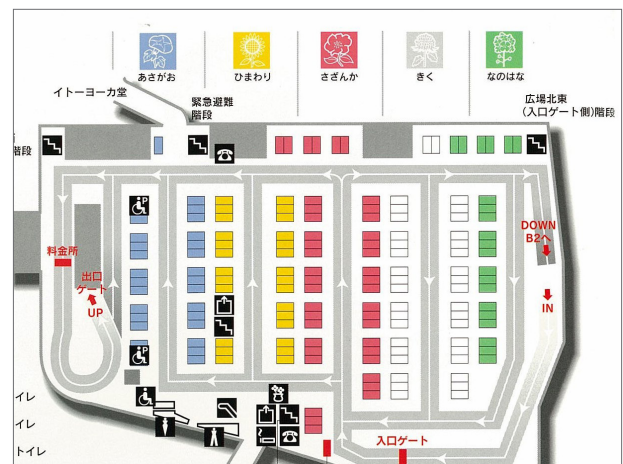 あさがお
ひまわり
さざんか
きく
なのはな
イトーヨーカ堂
緊急避難
階段
広場北東
(入口ゲート側)階段
階段
P
料金所
出口
ゲート
UP
DOWN
B2へ
IN
P
イレ
イレ
トイレ
入口ゲート